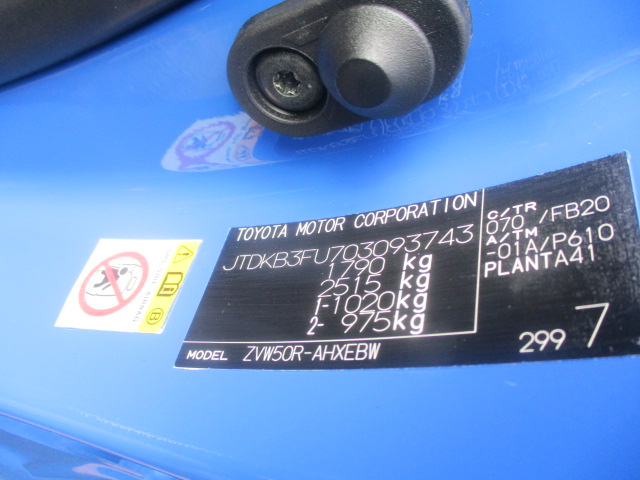 TOYOTA MOTOR CORPORATION
JTDKB3FU703093743
1790 kg
2515 kg
1-1020kg
2- 975kg
MODEL ZVW50R-AHXEBW
C/TR
070 /FB20
A/TM
-01A/P610
PLANTA41
299 7
AIRBAG
B